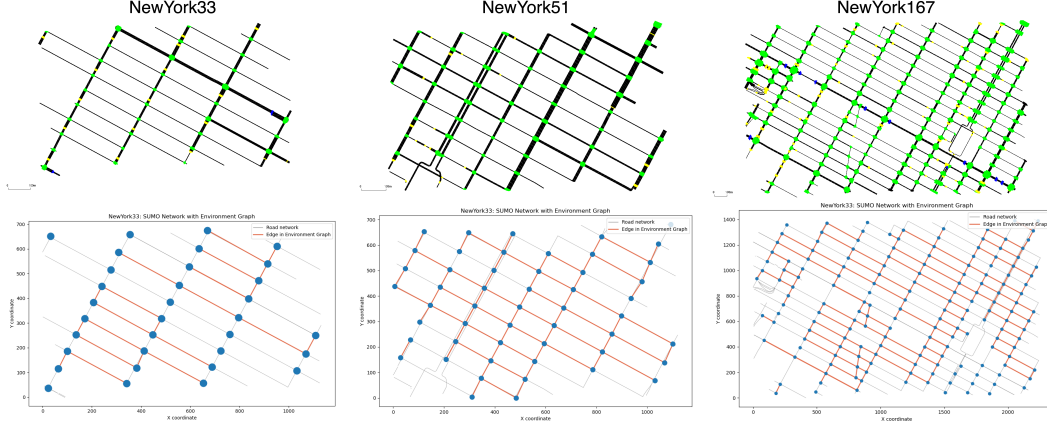 NewYork33
NewYork51
NewYork167
NewYork33: SUMO Network with Environment Graph
Road network
Edge in Environment Graph
700
600
500
400
300
200
100
0
Y coordinate
0
200
400
600
800
1000
X coordinate
NewYork33: SUMO Network with Environment Graph
Road network
Edge in Environment Graph
700
600
500
400
300
200
100
0
Y coordinate
0
200
400
600
800
1000
X coordinate
NewYork33: SUMO Network with Environment Graph
Road network
Edge in Environment Graph
1400
1200
1000
800
600
400
200
0
Y coordinate
0
500
1000
1500
2000
X coordinate